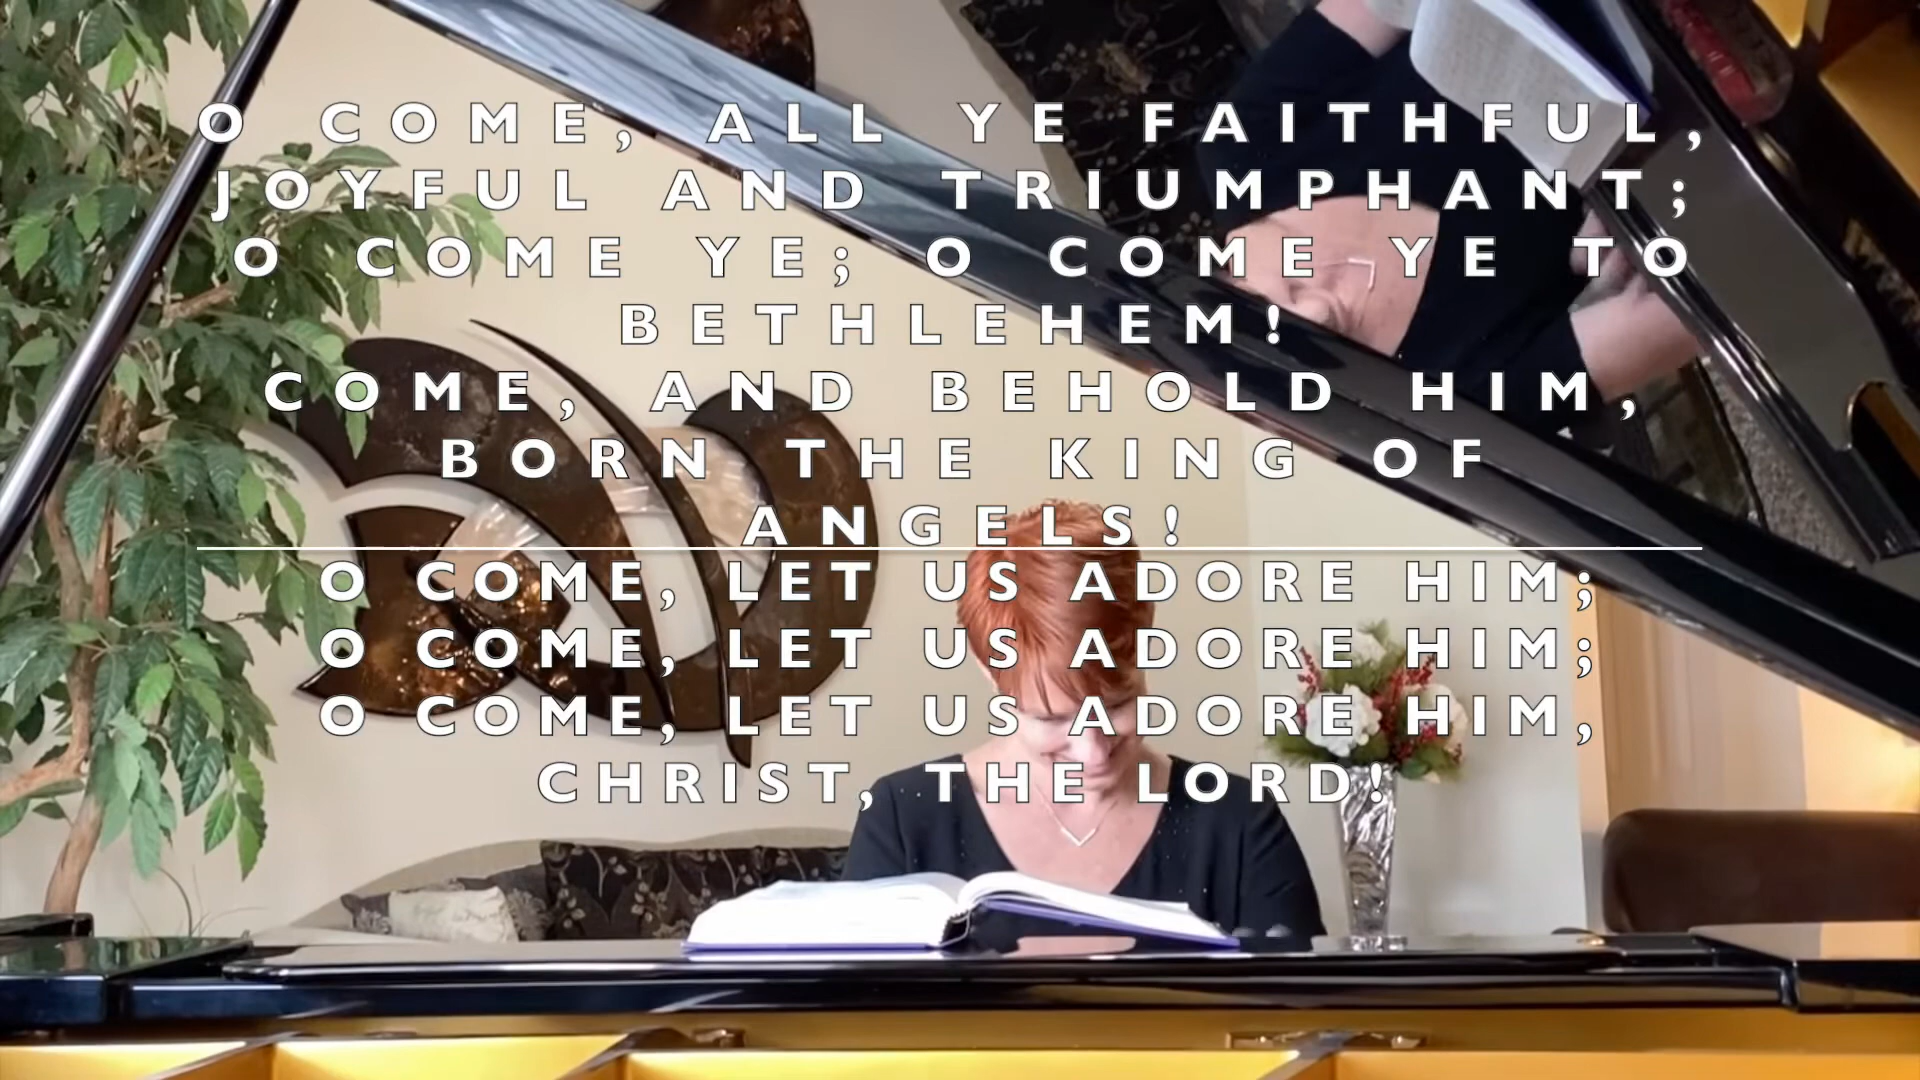 O COME, ALL YE FAITHFUL,
JOYFUL AND TRIUMPHANT;
O COME YE; O COME YE TO
BETHLEHEM!
COME, AND BEHOLD HIM,
BORN THE KING OF
ANGELS!
O COME, LET US ADORE HIM;
O COME, LET US ADORE HIM;
O COME, LET US ADORE HIM,
CHRIST, THE LORD!